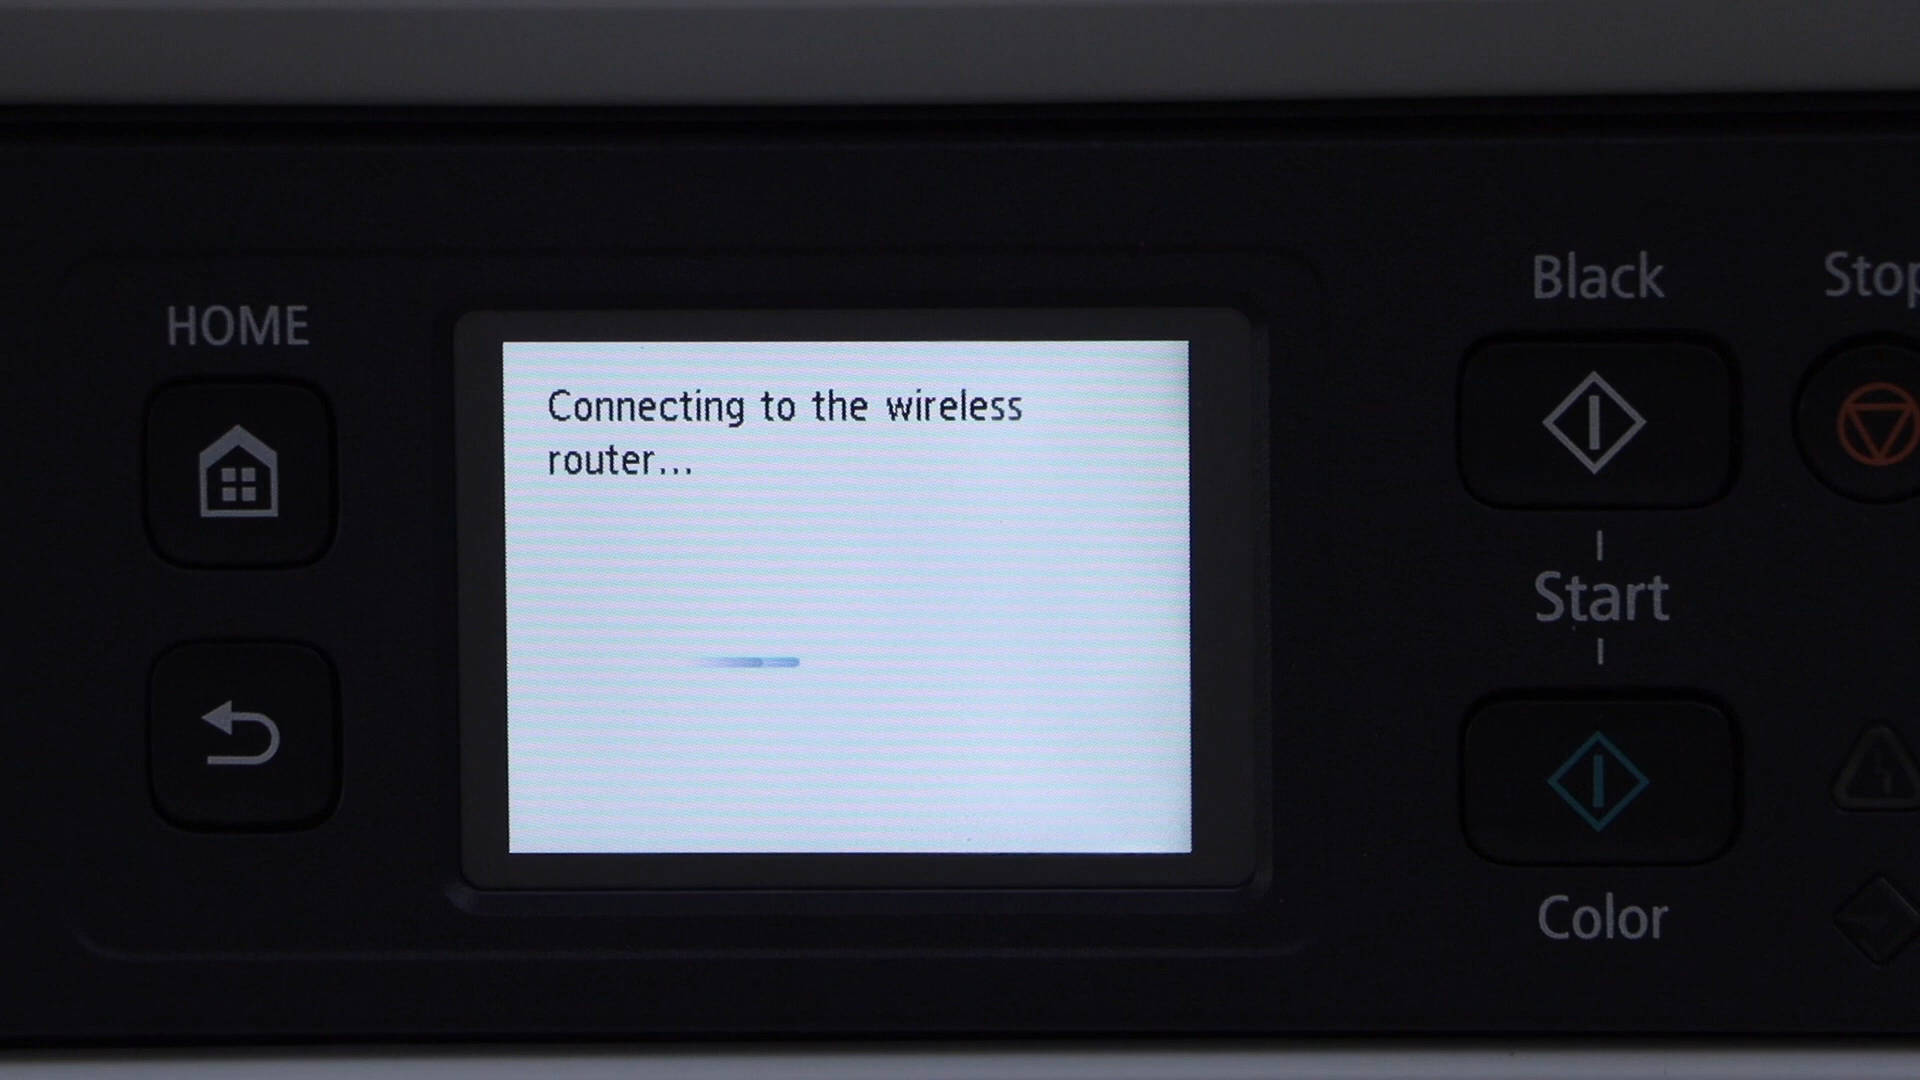 HOME
Connecting to the wireless
router...
Black
Stop
Start
Color